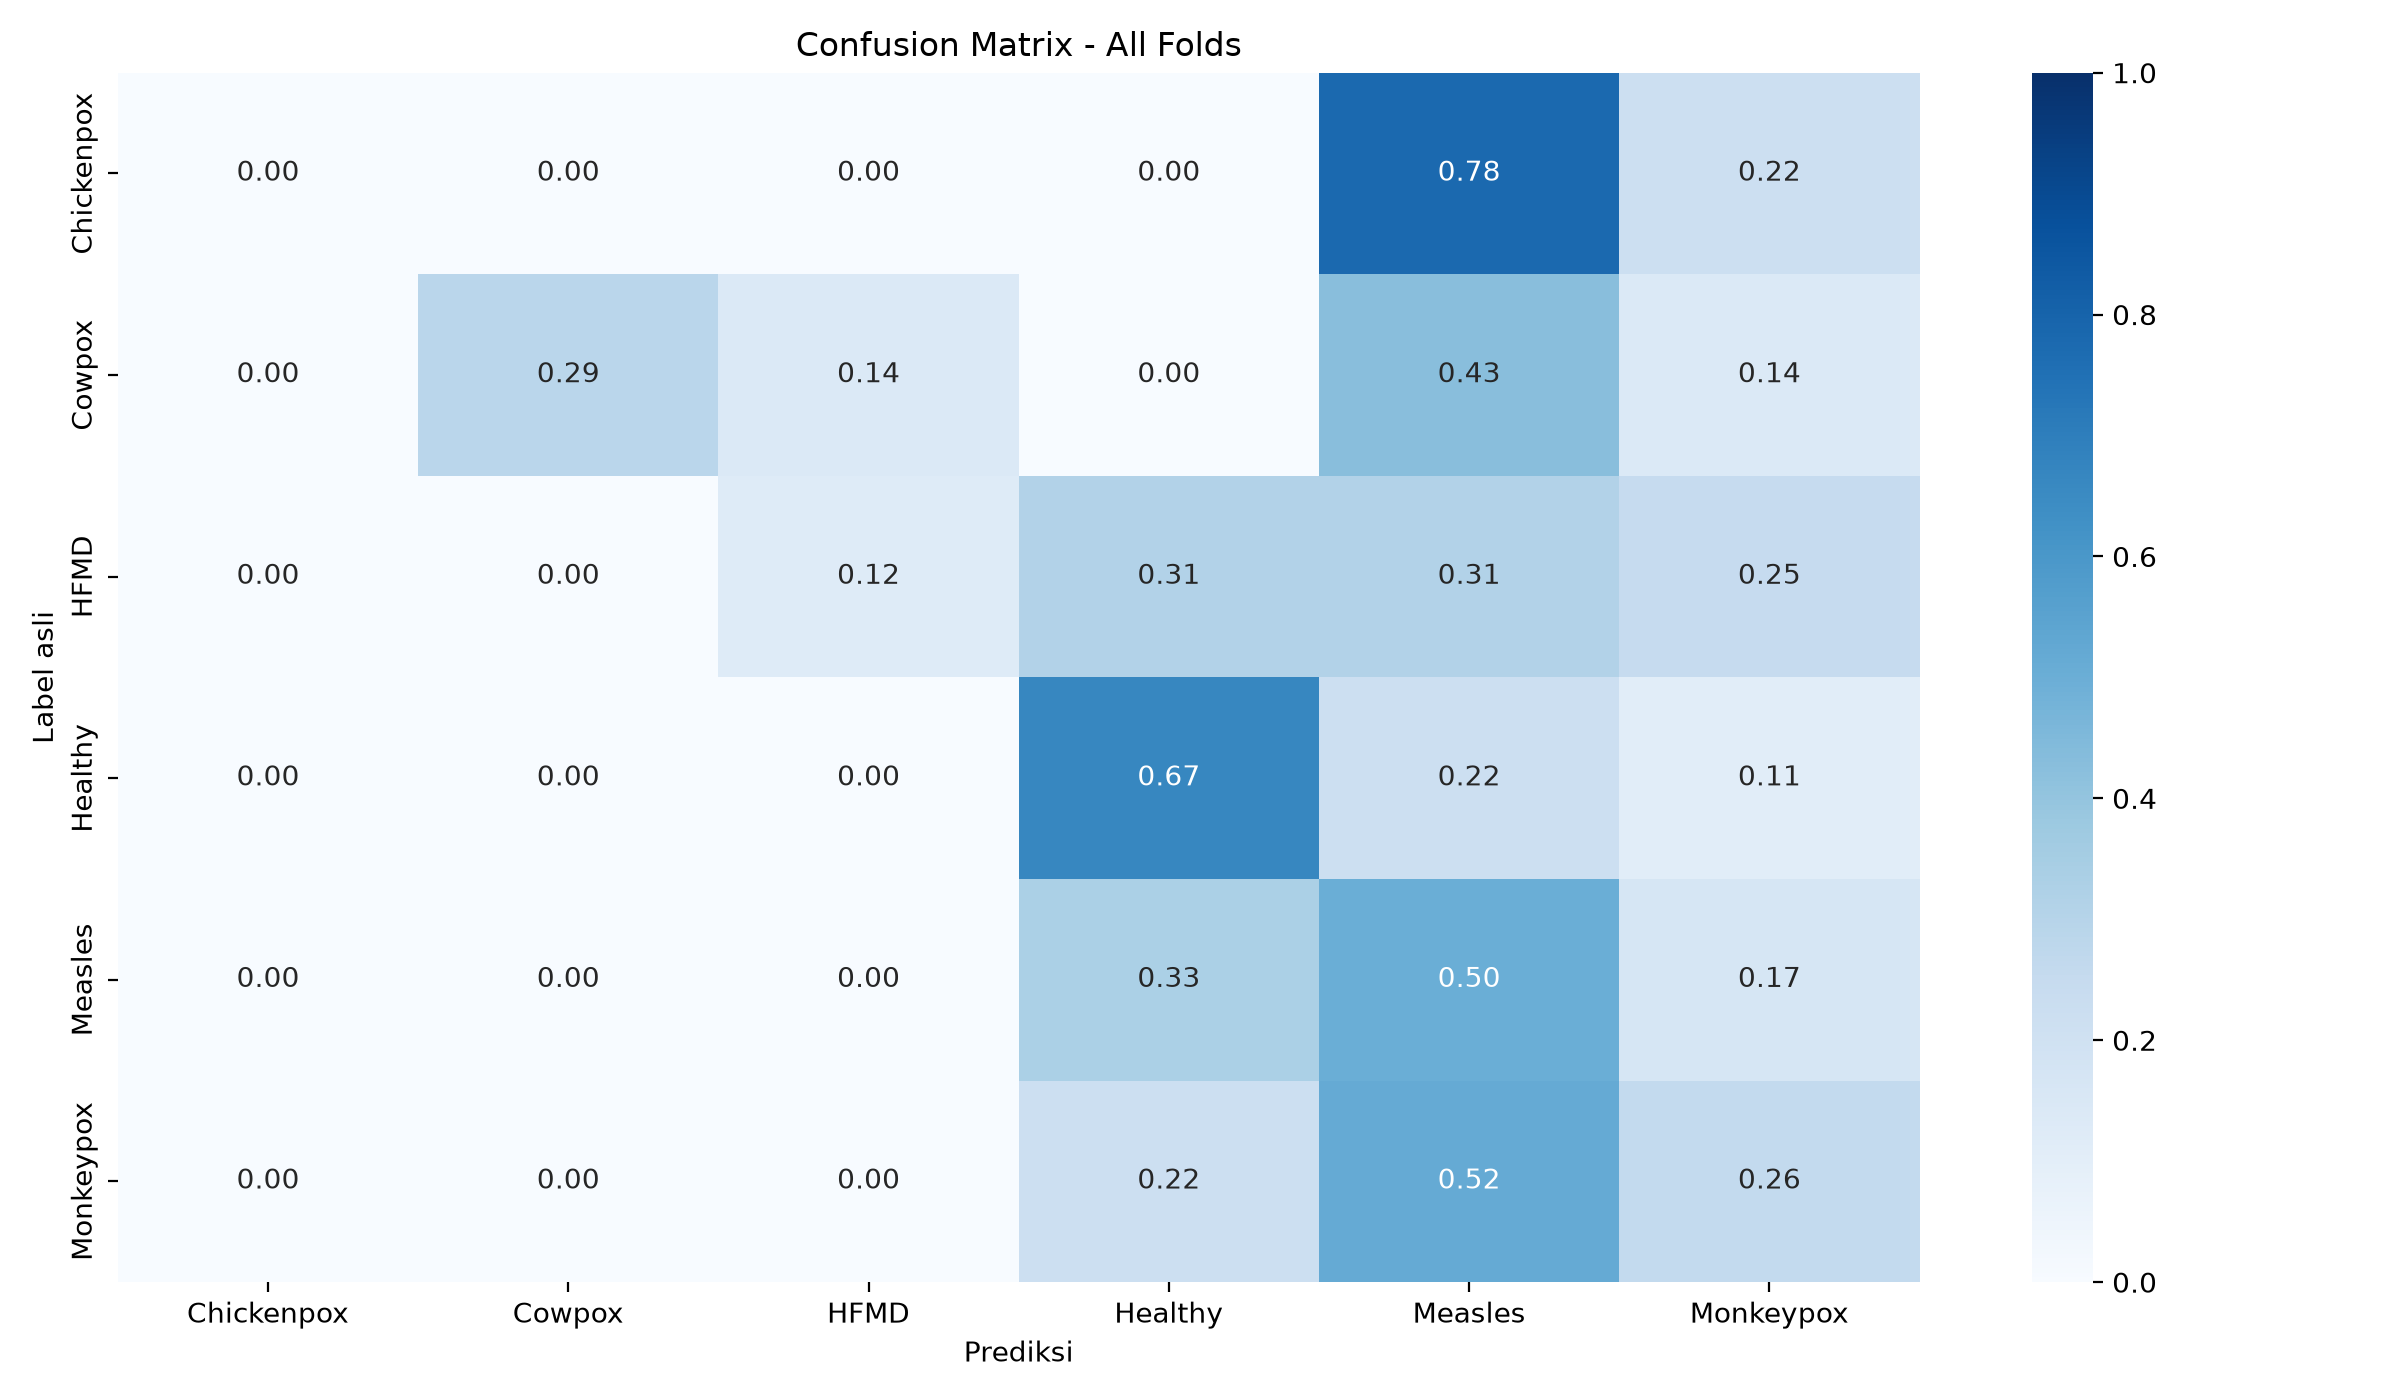 Confusion Matrix - All Folds
Label asli
Chickenpox 0.00 0.00 0.00 0.00 0.78 0.22
Cowpox 0.00 0.29 0.14 0.00 0.43 0.14
HFMD 0.00 0.00 0.12 0.31 0.31 0.25
Healthy 0.00 0.00 0.00 0.67 0.22 0.11
Measles 0.00 0.00 0.00 0.33 0.50 0.17
Monkeypox 0.00 0.00 0.00 0.22 0.52 0.26
Chickenpox Cowpox HFMD Healthy Measles Monkeypox
Prediksi
1.0
0.8
0.6
0.4
0.2
0.0